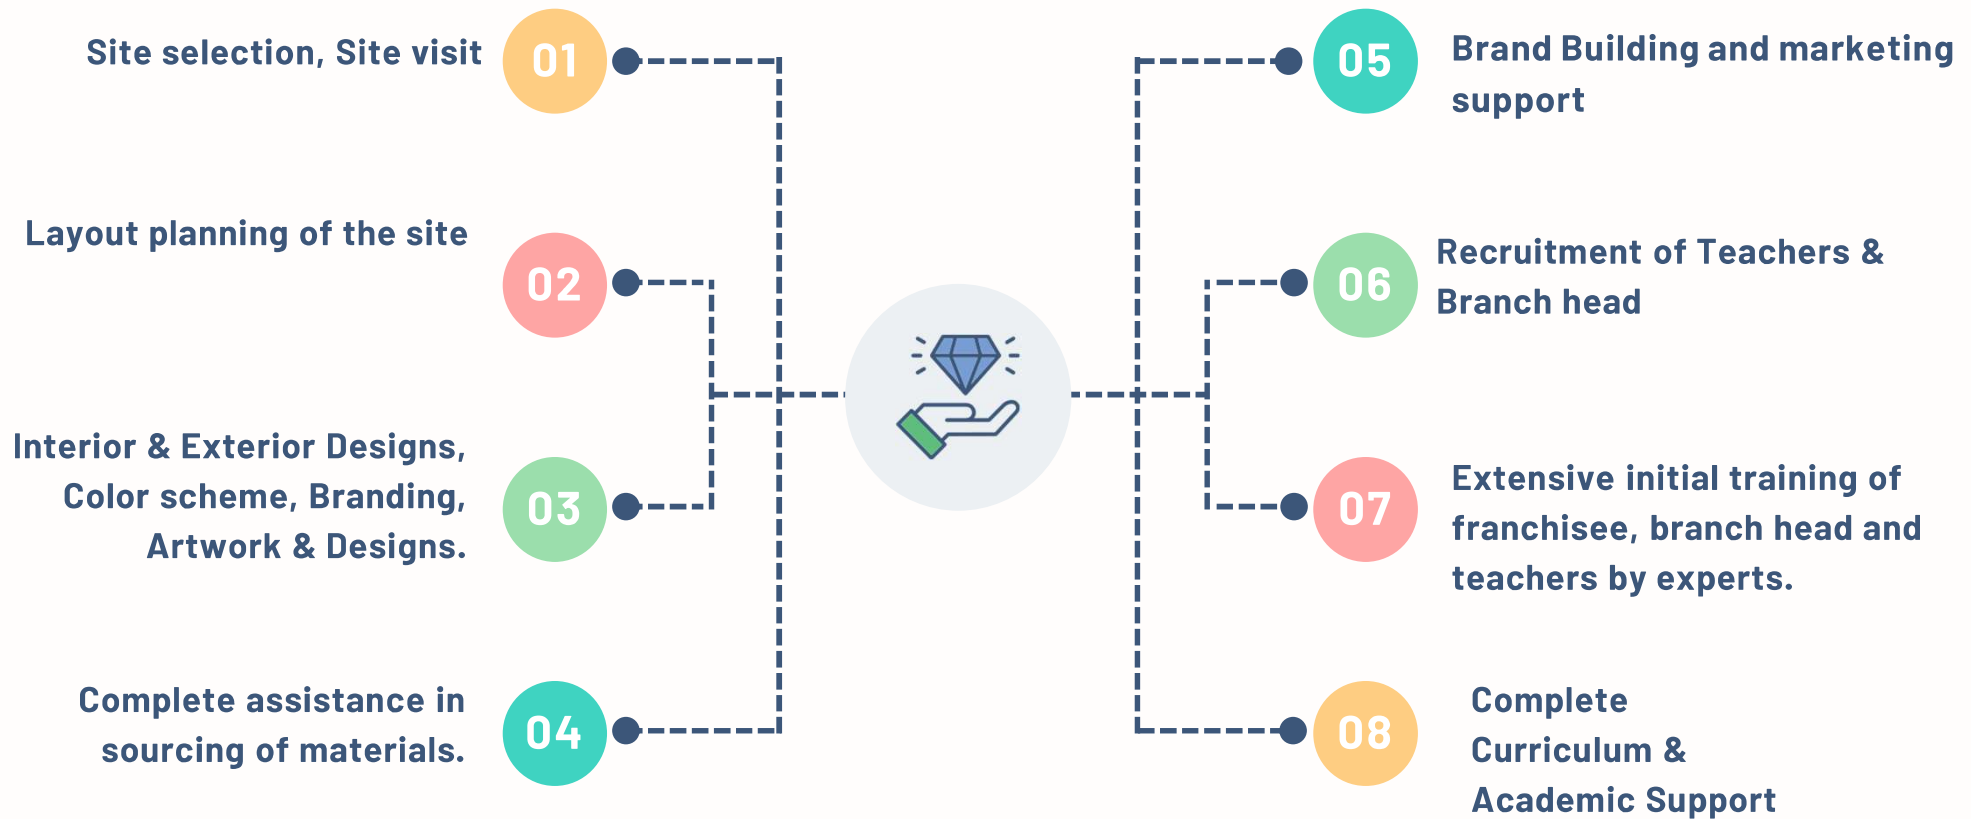 Site selection, Site visit
01
Layout planning of the site
02
Interior & Exterior Designs,
Color scheme, Branding,
Artwork & Designs.
03
Complete assistance in
sourcing of materials.
04
05
Brand Building and marketing
support
06
Recruitment of Teachers &
Branch head
07
Extensive initial training of
franchisee, branch head and
teachers by experts.
08
Complete
Curriculum &
Academic Support